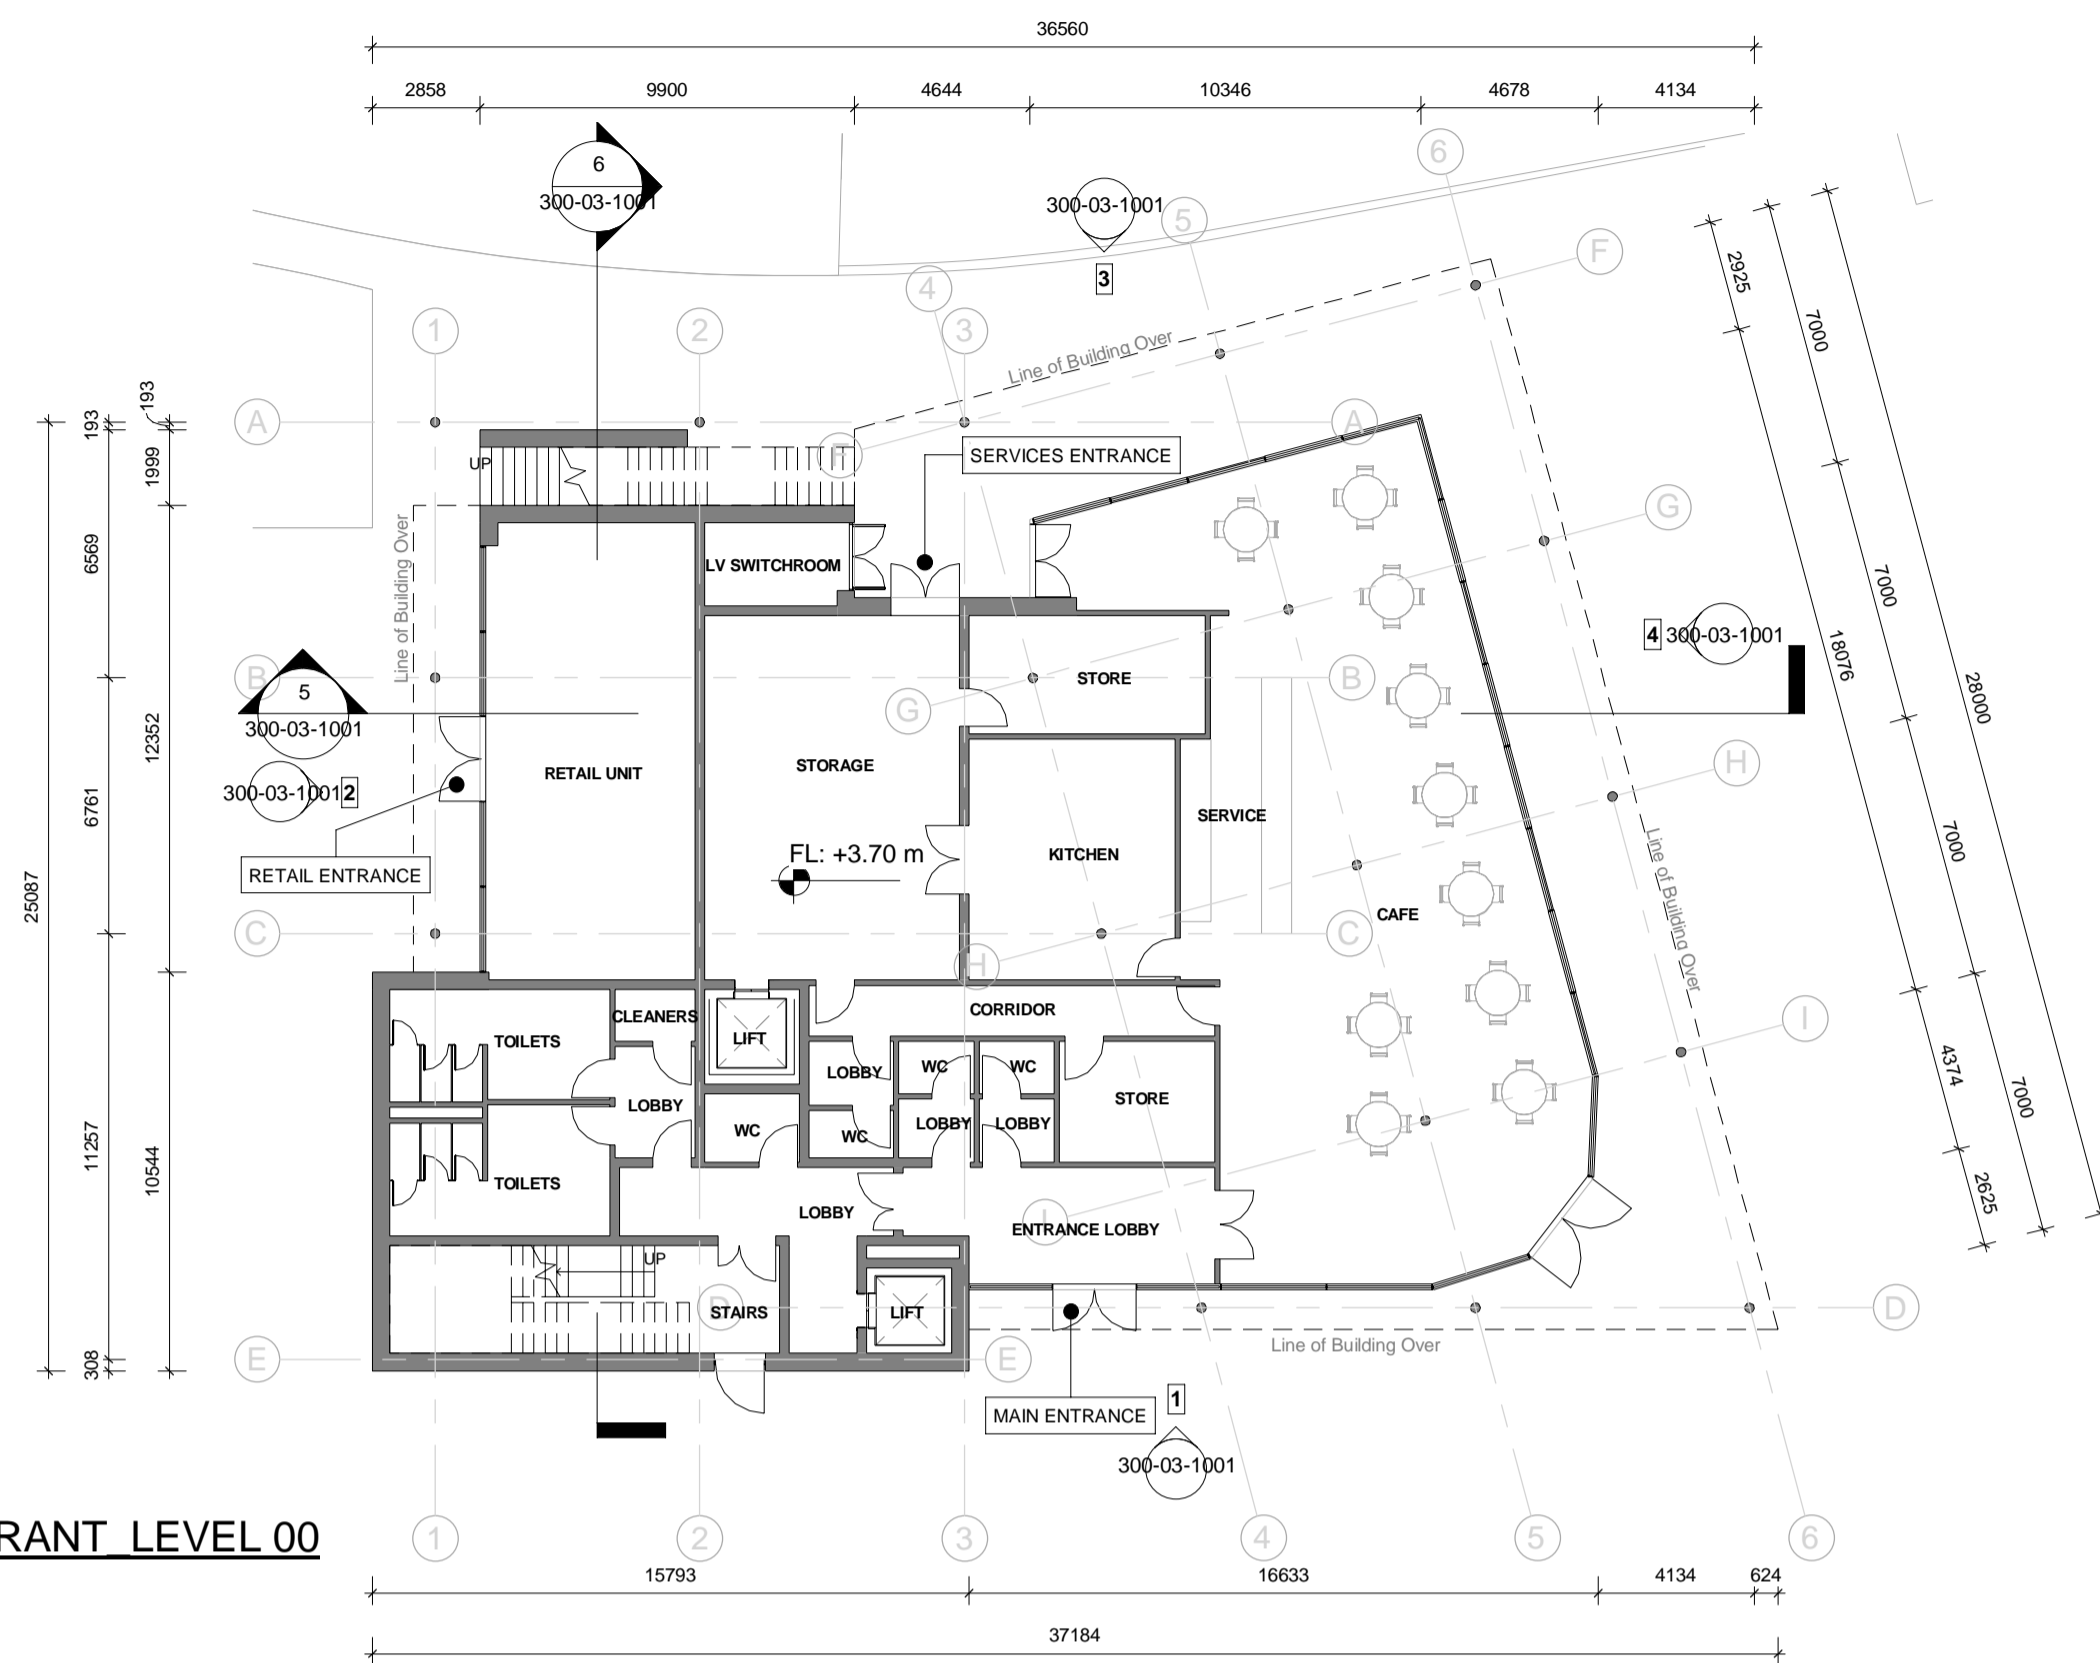 36560
2858
9900
4644
10346
4678
4134
6
300-03-1001
300-03-1001
3
6
5
4
F
1
2
3
2925
7000
28000
Line of Building Over
A
A
F
193
193
1999
UP
SERVICES ENTRANCE
G
7000
Line of Building Over
6569
LV SWITCHROOM
4
300-03-1001
18076
B
B
G
STORE
5
300-03-1001
12352
RETAIL UNIT
STORAGE
H
300-03-1001
2
6761
SERVICE
FL: +3.70 m
KITCHEN
7000
Line of Building Over
RETAIL ENTRANCE
25087
CAFE
C
C
H
CORRIDOR
CLEANERS
TOILETS
LIFT
I
LOBBY
WC
WC
4374
7000
LOBBY
STORE
LOBBY
LOBBY
WC
WC
11257
10544
TOILETS
LOBBY
ENTRANCE LOBBY
I
2625
UP
STAIRS
D
LIFT
D
Line of Building Over
E
E
308
MAIN ENTRANCE
1
300-03-1001
RANT_LEVEL 00
1
2
3
4
5
6
15793
16633
4134
624
37184